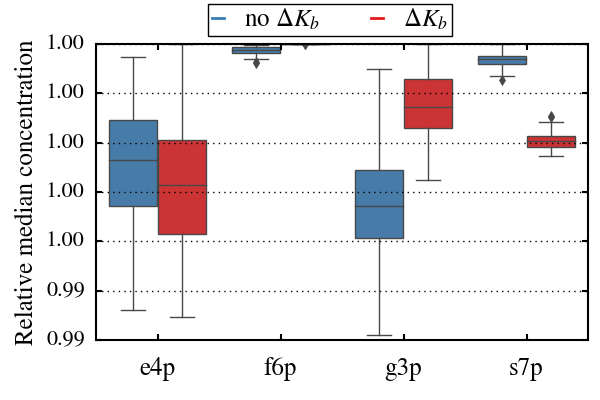 no ΔK_b ΔK_b
Relative median concentration
1.00
1.00
1.00
1.00
1.00
0.99
0.99
e4p f6p g3p s7p